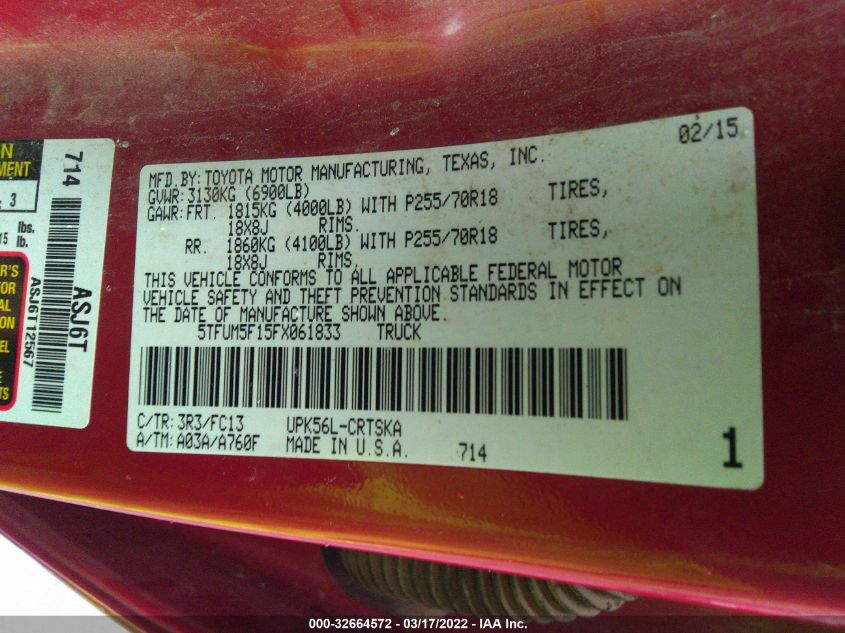 02/15
MFD.BY:TOYOTA MOTOR MANUFACTURING, TEXAS, INC.
GVWR:3130KG (6900LB)
GAWR:FRT. 1815KG (4000LB) WITH P255/70R18 TIRES,
18X8J RIMS.
RR. 1860KG (4100LB) WITH P255/70R18 TIRES,
18X8J RIMS.
THIS VEHICLE CONFORMS TO ALL APPLICABLE FEDERAL MOTOR
VEHICLE SAFETY AND THEFT PREVENTION STANDARDS IN EFFECT ON
THE DATE OF MANUFACTURE SHOWN ABOVE.
5TFUM5F15FX061833 TRUCK
C/TR:3R3/FC13 UPK56L-CRTSKA
A/TM:A03A/A760F MADE IN U.S.A. 714
1
714
ASJ6T
ASJ6T12567
3
lbs.
lb.
000-32664572 - 03/17/2022 - IAA Inc.